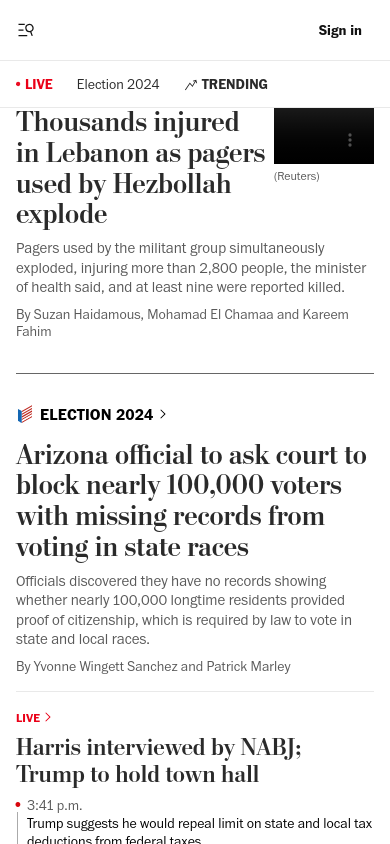 Sign in
LIVE
Election 2024
TRENDING
Thousands injured
in Lebanon as pagers
used by Hezbollah
explode
(Reuters)
Pagers used by the militant group simultaneously
exploded, injuring more than 2,800 people, the minister
of health said, and at least nine were reported killed.
By Suzan Haidamous, Mohamad El Chamaa and Kareem
Fahim
ELECTION 2024
Arizona official to ask court to
block nearly 100,000 voters
with missing records from
voting in state races
Officials discovered they have no records showing
whether nearly 100,000 longtime residents provided
proof of citizenship, which is required by law to vote in
state and local races.
By Yvonne Wingett Sanchez and Patrick Marley
LIVE
Harris interviewed by NABJ;
Trump to hold town hall
3:41 p.m.
Trump suggests he would repeal limit on state and local tax
deductions from federal taxes